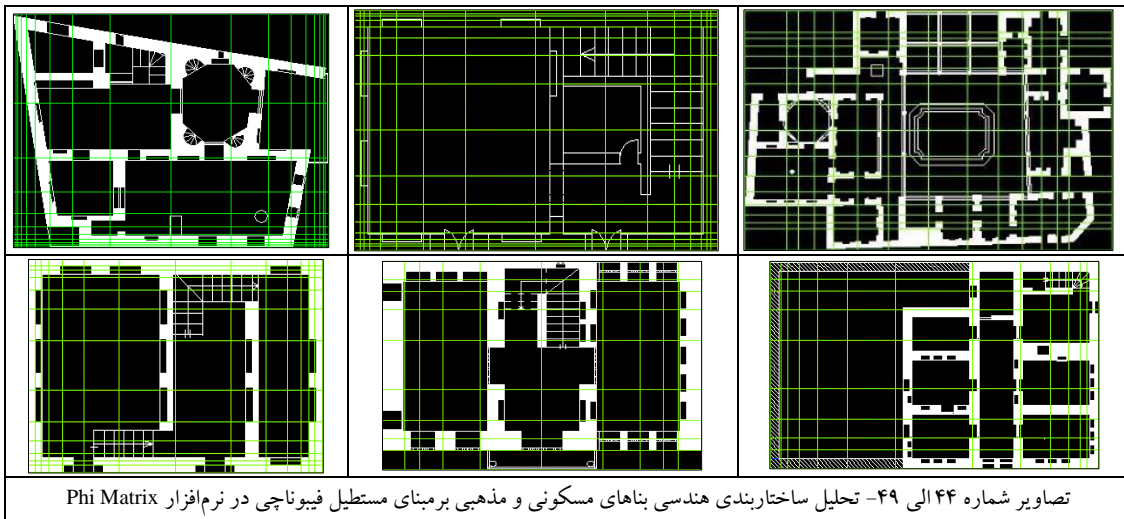 تصاویر شماره ۴۴ الی ۴۹- تحلیل ساختاربندی هندسی بناهای مسکونی و مذهبی برمبنای مستطیل فیبوناچی در نرم‌افزار Phi Matrix